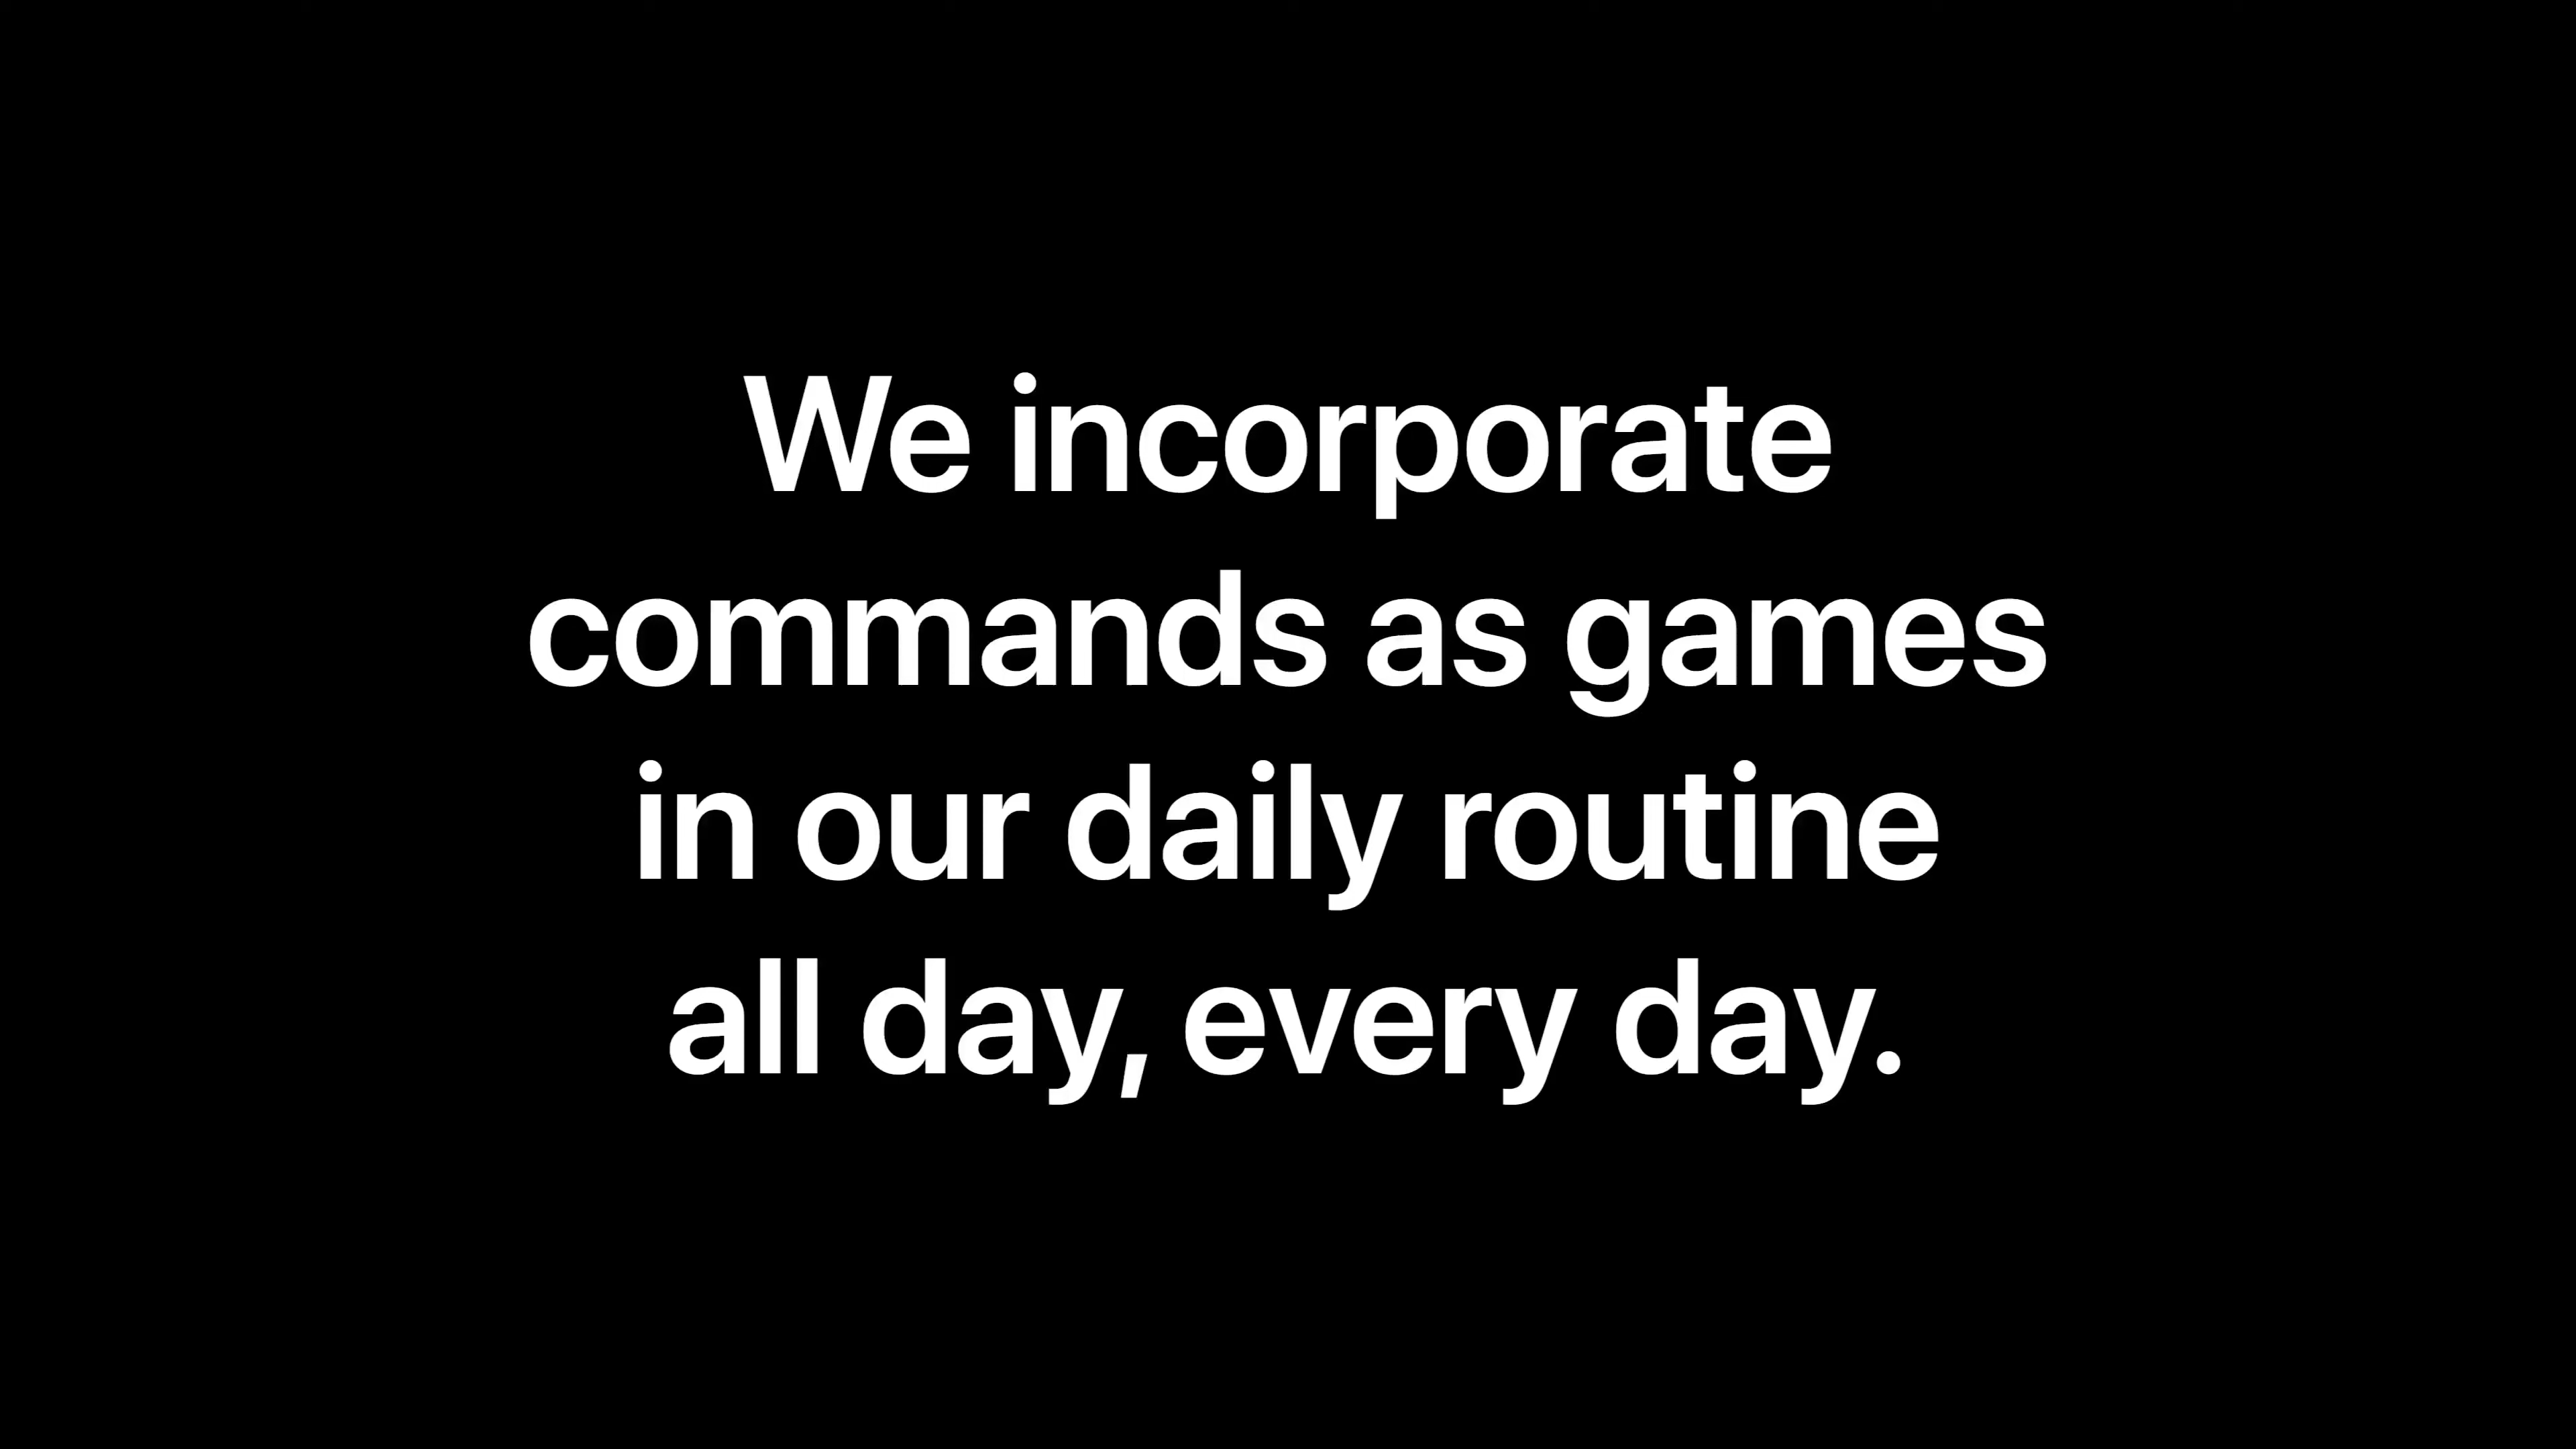 We incorporate
commands as games
in our daily routine
all day, every day.